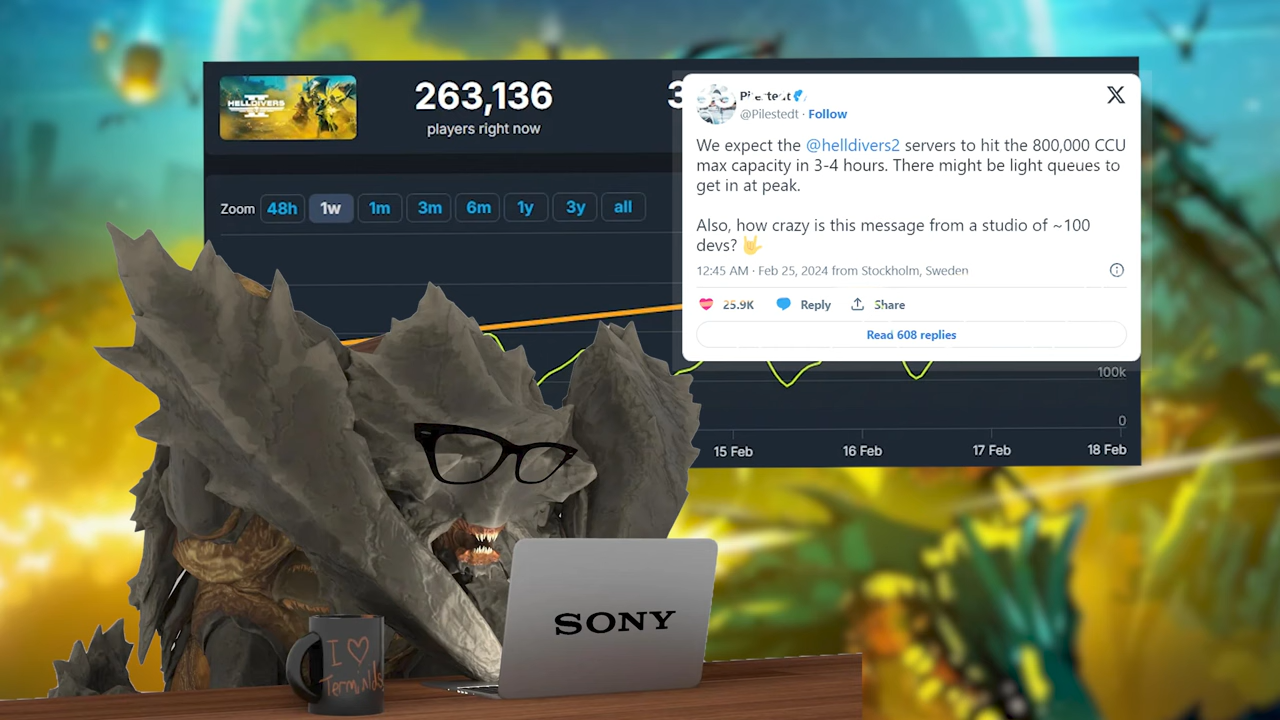 HELLDIVERS
263,136
players right now
Zoom 48h 1w 1m 3m 6m 1y 3y all
Pilestedt
@Pilestedt · Follow
We expect the @helldivers2 servers to hit the 800,000 CCU
max capacity in 3-4 hours. There might be light queues to
get in at peak.
Also, how crazy is this message from a studio of ~100
devs? 🤘
12:45 AM · Feb 25, 2024 from Stockholm, Sweden
25.9K Reply Share
Read 608 replies
100k
0
15 Feb 16 Feb 17 Feb 18 Feb
SONY
I ♡
Terminids